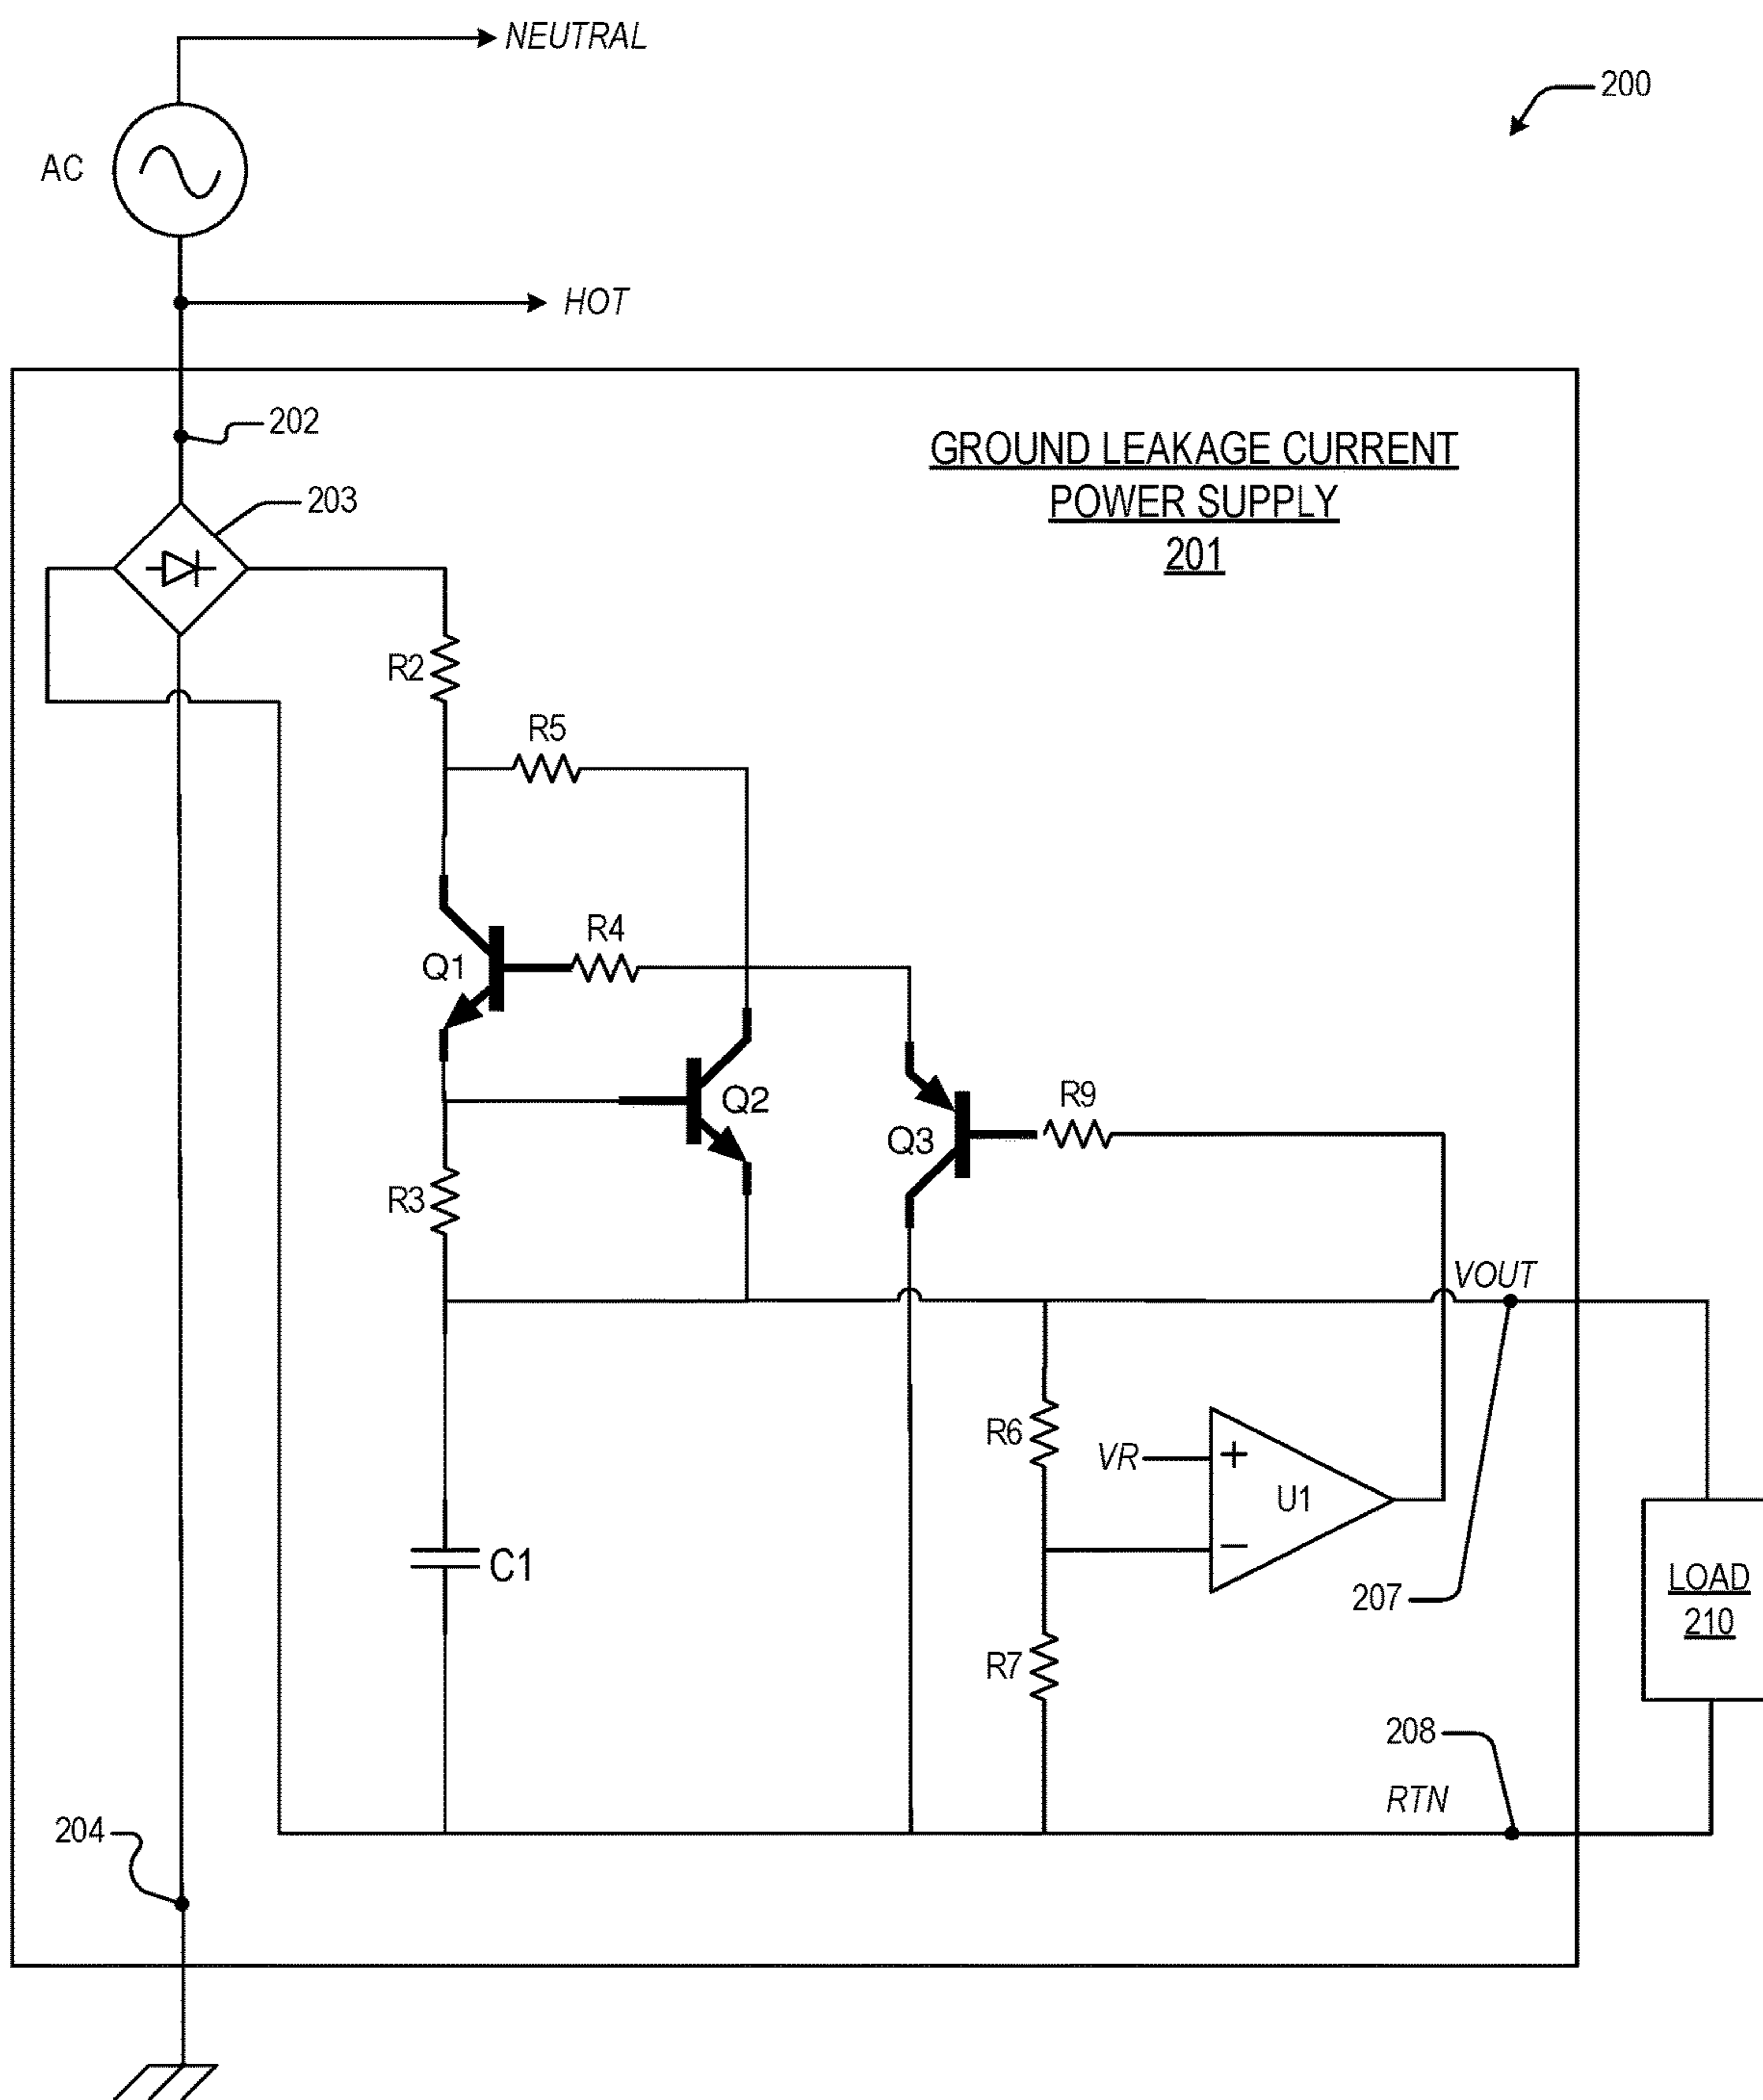 NEUTRAL
200
AC
HOT
202
GROUND LEAKAGE CURRENT
POWER SUPPLY
201
203
R2
R5
R4
Q1
Q2
R9
Q3
R3
VOUT
R6
VR
+
U1
−
C1
207
LOAD
210
R7
208
RTN
204